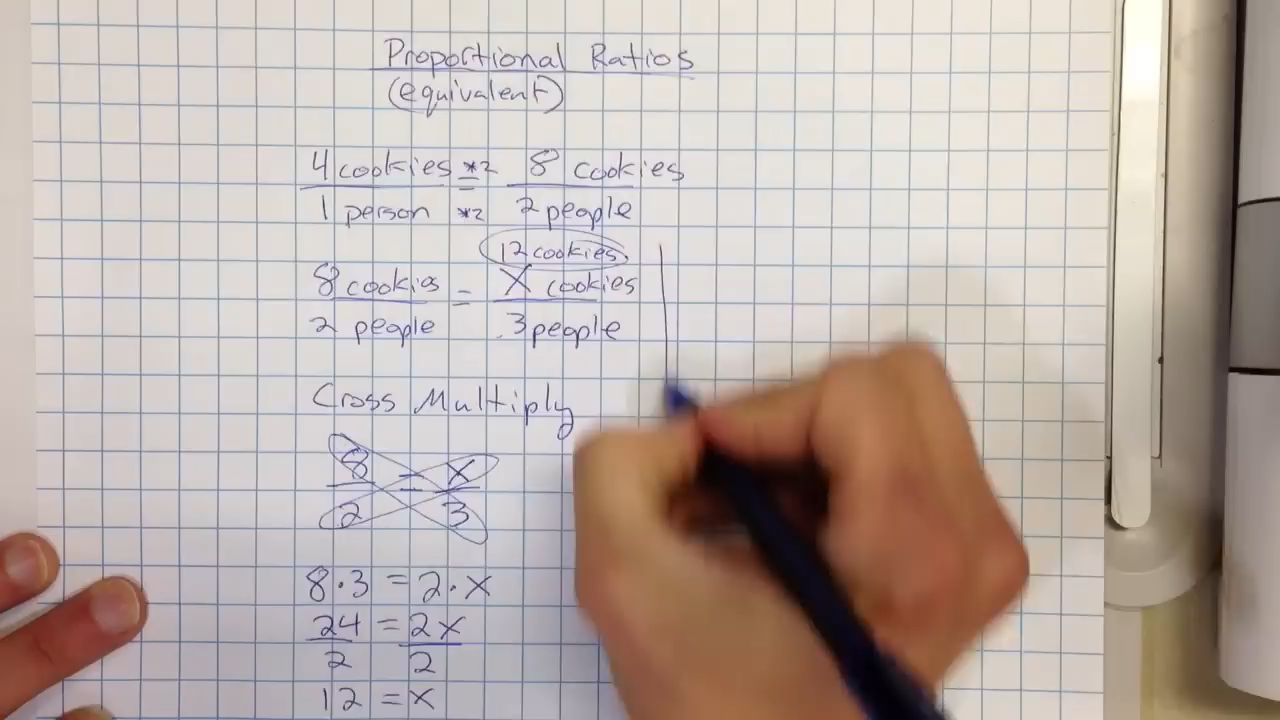 Proportional Ratios
(equivalent)
4 cookies *2 = 8 cookies
1 person *2 2 people
12 cookies
8 cookies = X cookies
2 people 3 people
Cross Multiply
8 = x
2 3
8·3 = 2·x
24 = 2x
2 2
12 = x